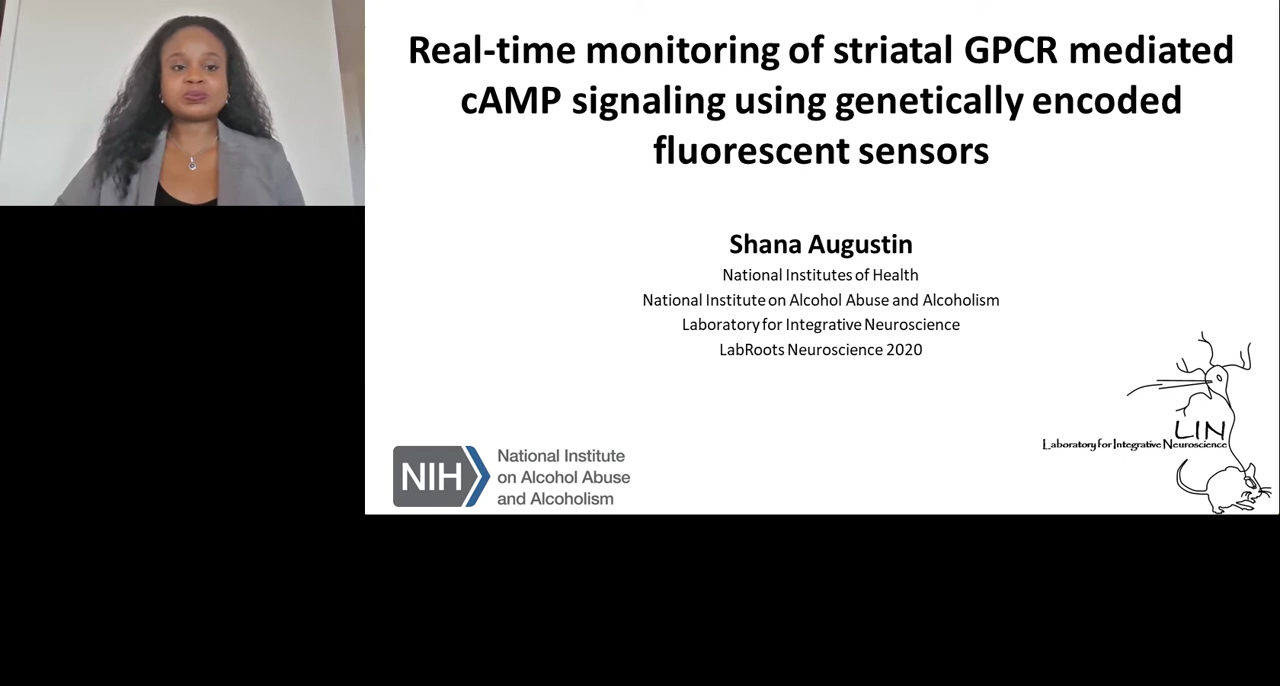 Real-time monitoring of striatal GPCR mediated
cAMP signaling using genetically encoded
fluorescent sensors
Shana Augustin
National Institutes of Health
National Institute on Alcohol Abuse and Alcoholism
Laboratory for Integrative Neuroscience
LabRoots Neuroscience 2020
LIN
Laboratory for Integrative Neuroscience
NIH
National Institute
on Alcohol Abuse
and Alcoholism